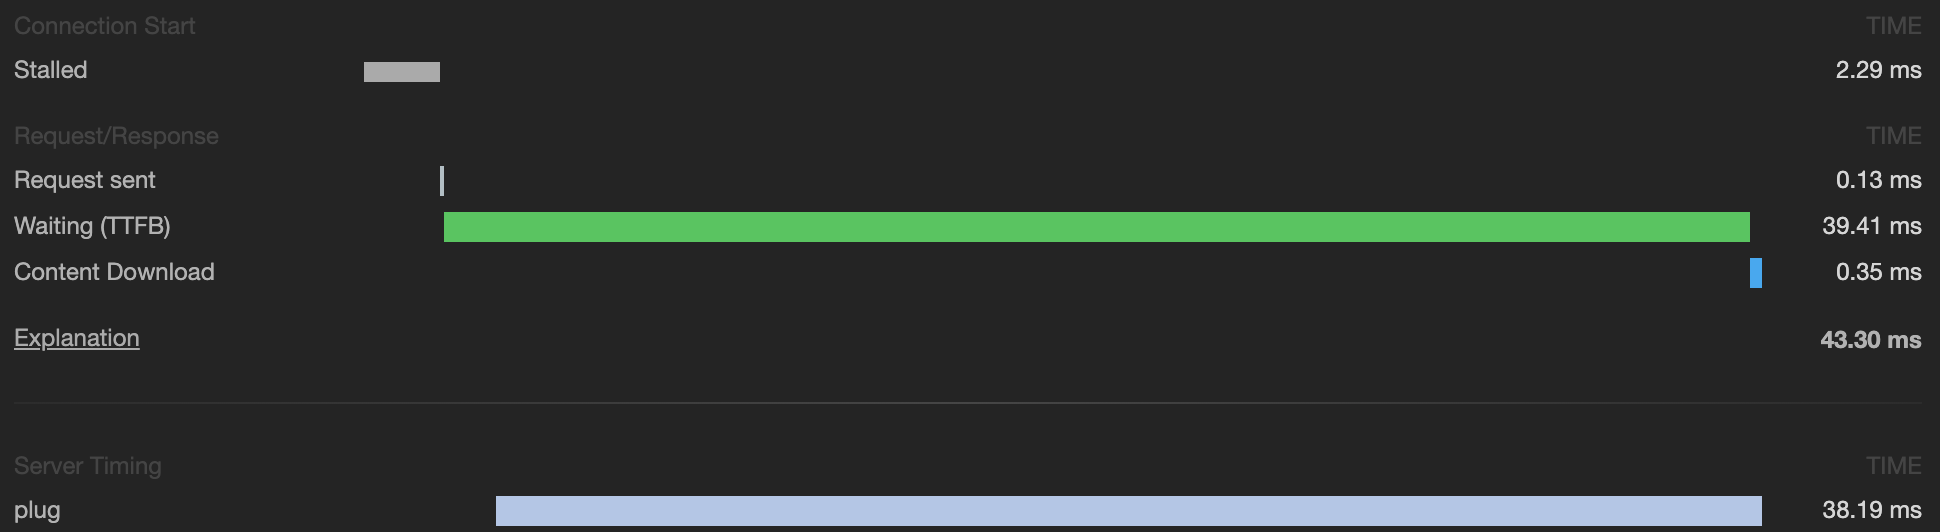 Connection Start TIME
Stalled 2.29 ms
Request/Response TIME
Request sent 0.13 ms
Waiting (TTFB) 39.41 ms
Content Download 0.35 ms
Explanation 43.30 ms
Server Timing TIME
plug 38.19 ms